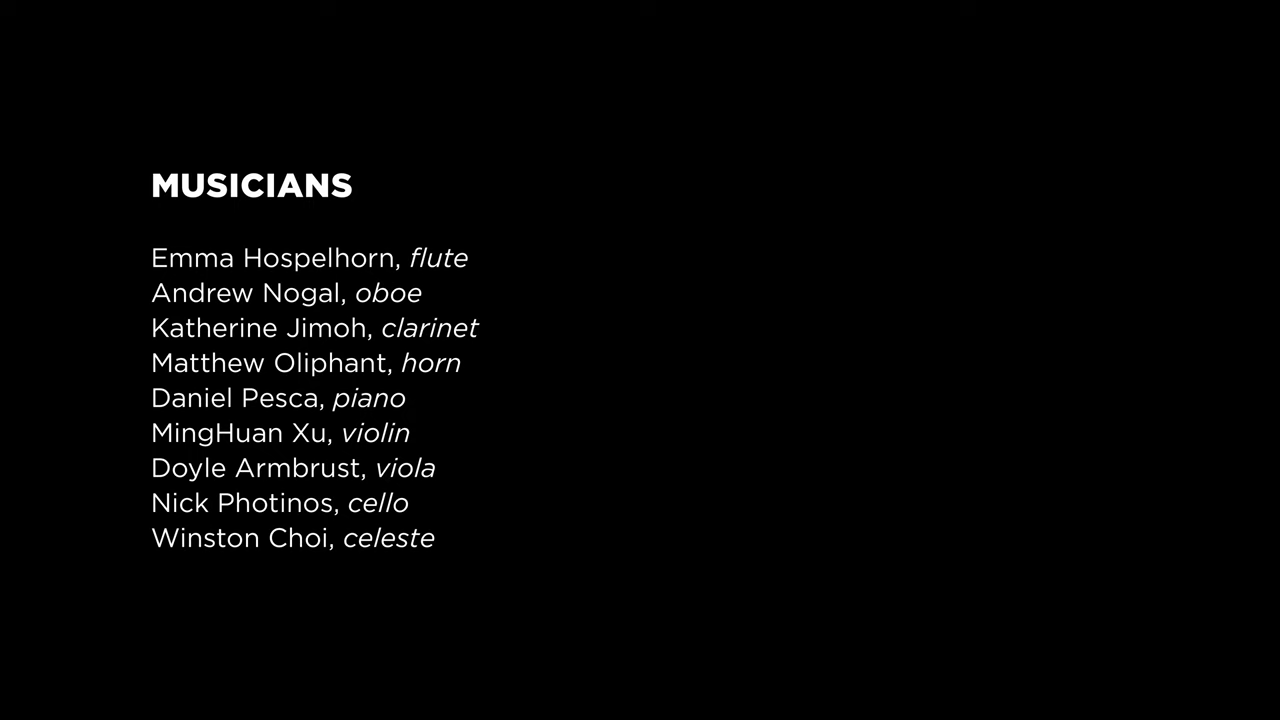 MUSICIANS
Emma Hospelhorn, flute
Andrew Nogal, oboe
Katherine Jimoh, clarinet
Matthew Oliphant, horn
Daniel Pesca, piano
MingHuan Xu, violin
Doyle Armbrust, viola
Nick Photinos, cello
Winston Choi, celeste